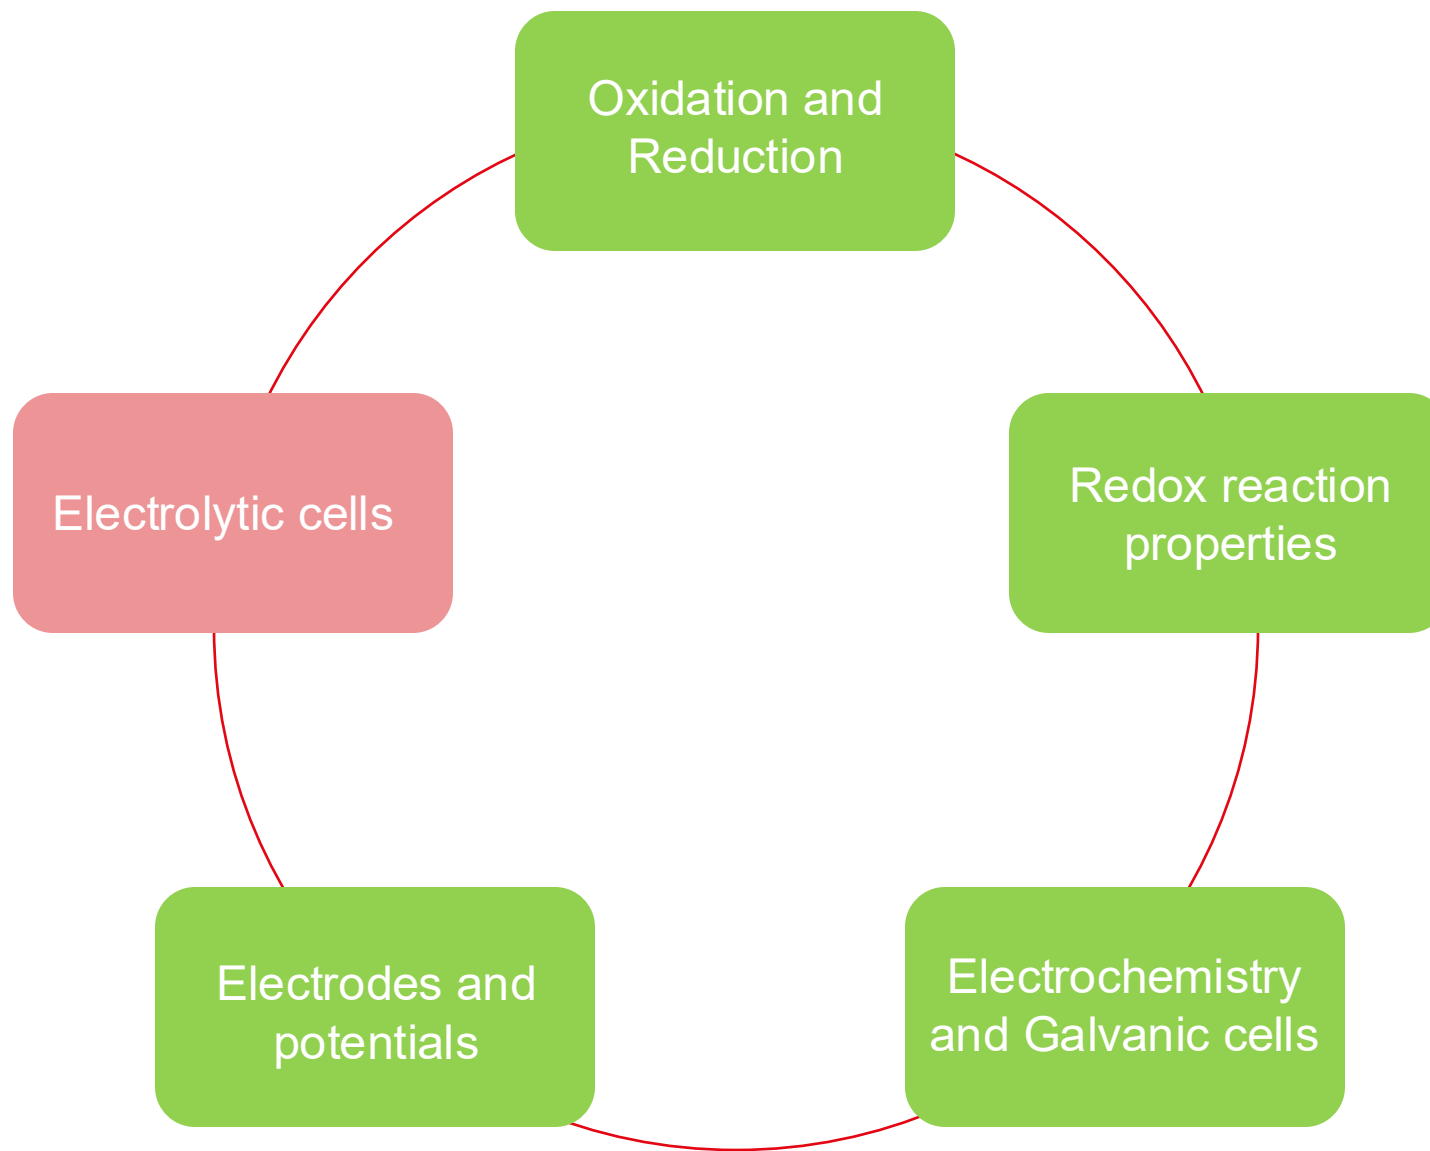 Oxidation and
Reduction
Redox reaction
properties
Electrochemistry
and Galvanic cells
Electrodes and
potentials
Electrolytic cells